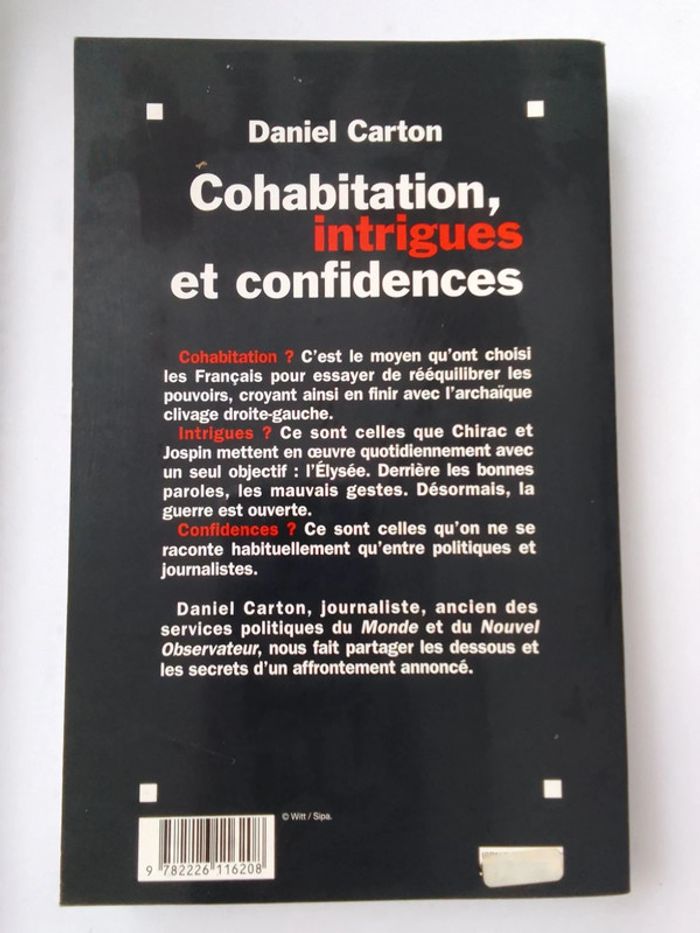 Daniel Carton
Cohabitation,
intrigues
et confidences
Cohabitation ? C'est le moyen qu'ont choisi
les Français pour essayer de rééquilibrer les
pouvoirs, croyant ainsi en finir avec l'archaïque
clivage droite-gauche.
Intrigues ? Ce sont celles que Chirac et
Jospin mettent en œuvre quotidiennement avec
un seul objectif : l'Élysée. Derrière les bonnes
paroles, les mauvais gestes. Désormais, la
guerre est ouverte.
Confidences ? Ce sont celles qu'on ne se
raconte habituellement qu'entre politiques et
journalistes.
Daniel Carton, journaliste, ancien des
services politiques du Monde et du Nouvel
Observateur, nous fait partager les dessous et
les secrets d'un affrontement annoncé.
© Witt / Sipa.
9 782226 116208